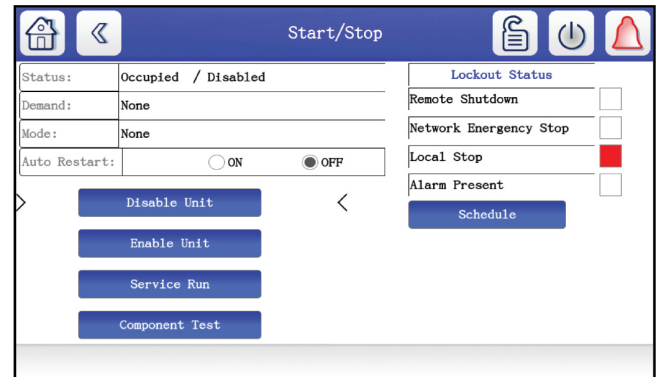 Start/Stop
Status: Occupied / Disabled
Demand: None
Mode: None
Auto Restart: ON OFF
Disable Unit
Enable Unit
Service Run
Component Test
Lockout Status
Remote Shutdown
Network Emergency Stop
Local Stop
Alarm Present
Schedule